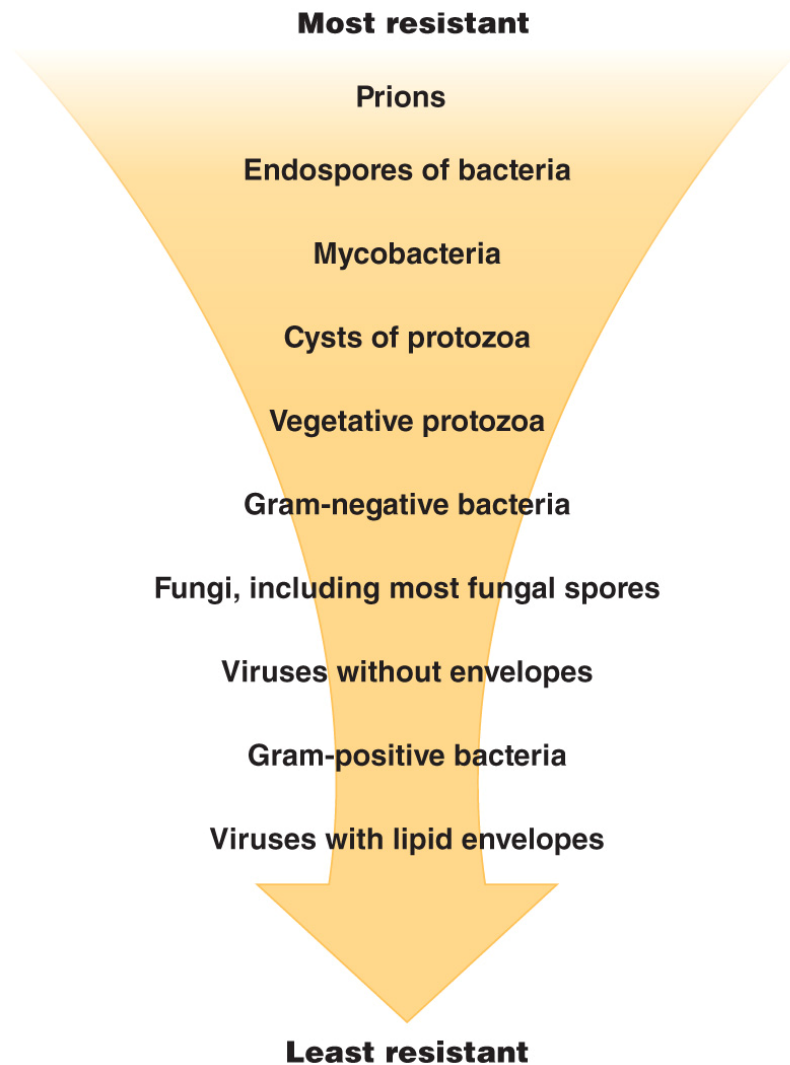 Most resistant
Prions
Endospores of bacteria
Mycobacteria
Cysts of protozoa
Vegetative protozoa
Gram-negative bacteria
Fungi, including most fungal spores
Viruses without envelopes
Gram-positive bacteria
Viruses with lipid envelopes
Least resistant